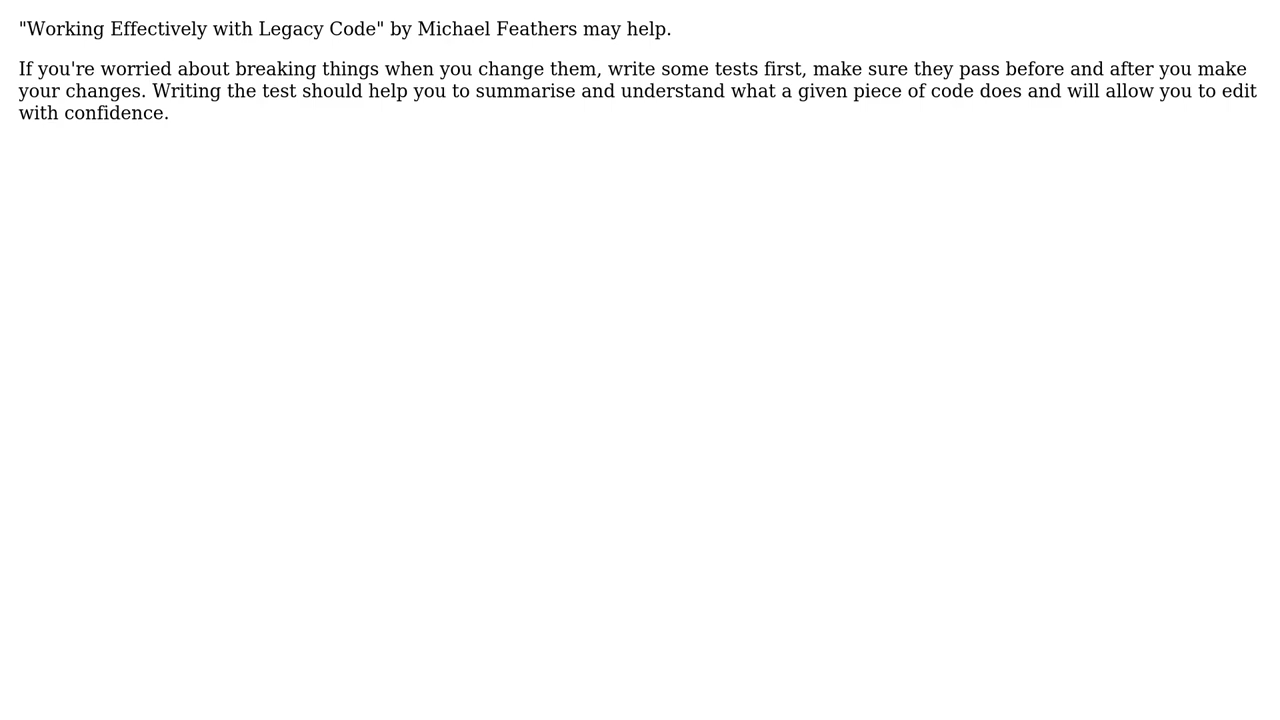 "Working Effectively with Legacy Code" by Michael Feathers may help.
If you're worried about breaking things when you change them, write some tests first, make sure they pass before and after you make
your changes. Writing the test should help you to summarise and understand what a given piece of code does and will allow you to edit
with confidence.